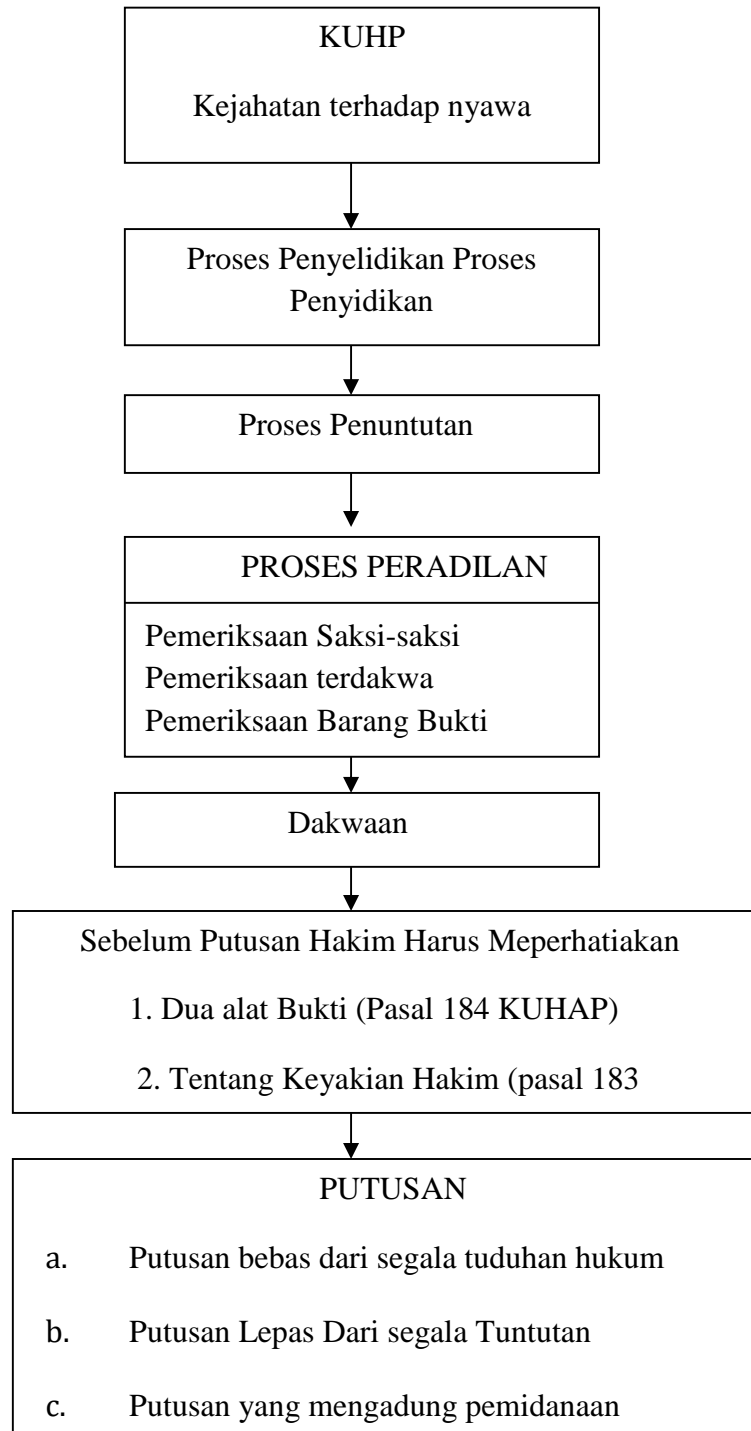 KUHP
Kejahatan terhadap nyawa
Proses Penyelidikan Proses
Penyidikan
Proses Penuntutan
PROSES PERADILAN
Pemeriksaan Saksi-saksi
Pemeriksaan terdakwa
Pemeriksaan Barang Bukti
Dakwaan
Sebelum Putusan Hakim Harus Meperhatiakan
1. Dua alat Bukti (Pasal 184 KUHAP)
2. Tentang Keyakian Hakim (pasal 183
PUTUSAN
a. Putusan bebas dari segala tuduhan hukum
b. Putusan Lepas Dari segala Tuntutan
c. Putusan yang mengadung pemidanaan